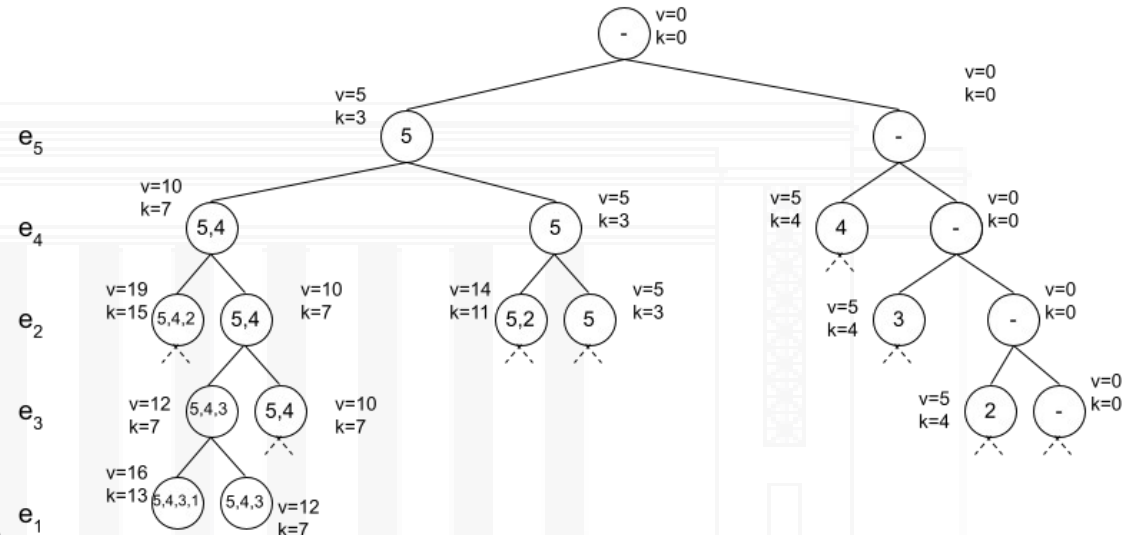 v=0
k=0
-
v=0
k=0
v=5
k=3
e5
5
-
v=10
k=7
v=5
k=3
v=5
k=4
v=0
k=0
e4
5,4
5
4
-
v=19
k=15
v=10
k=7
v=14
k=11
v=5
k=3
v=5
k=4
v=0
k=0
e2
5,4,2
5,4
5,2
5
3
-
v=12
k=7
v=10
k=7
v=5
k=4
v=0
k=0
e3
5,4,3
5,4
2
-
v=16
k=13
5,4,3,1
5,4,3
v=12
k=7
e1